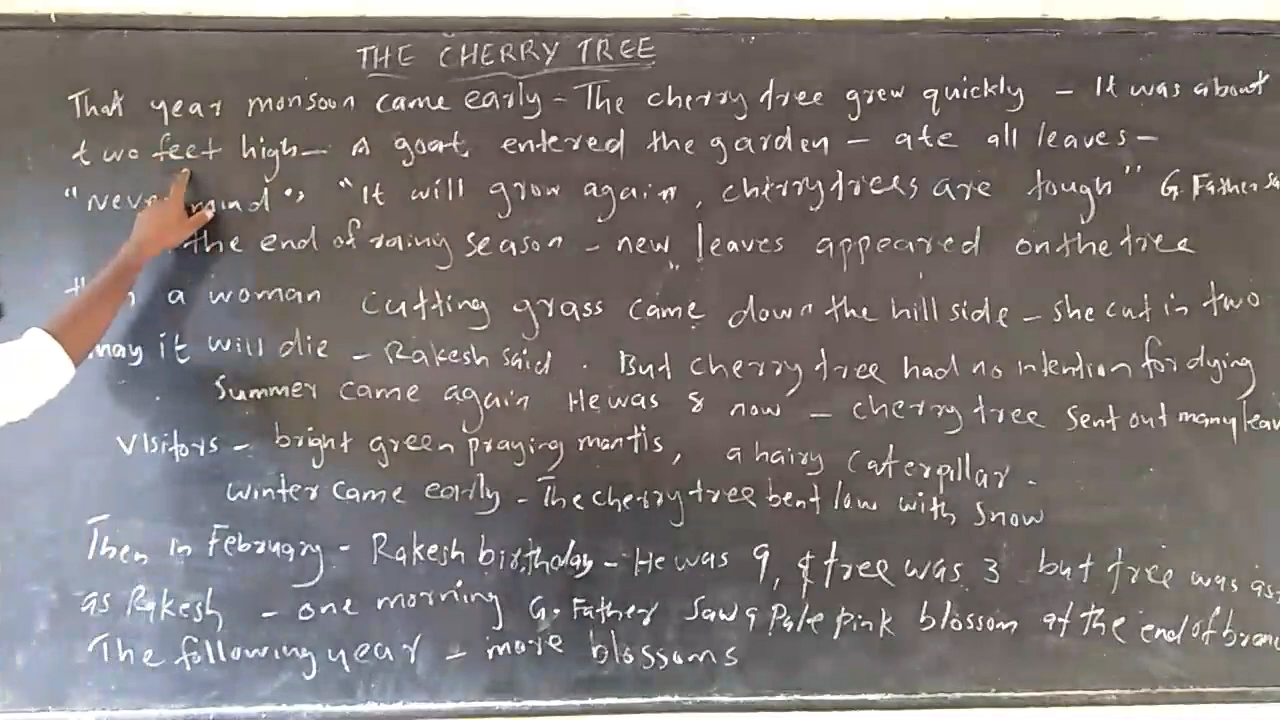 THE CHERRY TREE
That year monsoon came early - The cherry tree grew quickly - It was about
two feet high - A goat entered the garden - ate all leaves -
"Never mind", "It will grow again, cherry trees are tough" G. Father
the end of rainy season - new leaves appeared on the tree
a woman cutting grass came down the hill side - she cut in two
may it will die - Rakesh said. But cherry tree had no intention for dying
Summer came again He was 8 now - cherry tree sent out many
Visitors - bright green praying mantis, a hairy caterpillar.
winter came early - The cherry tree bent low with snow
Then in February - Rakesh birthday - He was 9, & tree was 3 but tree was as
as Rakesh - one morning G. Father saw a Pale pink blossom at the end of
The following year - more blossoms